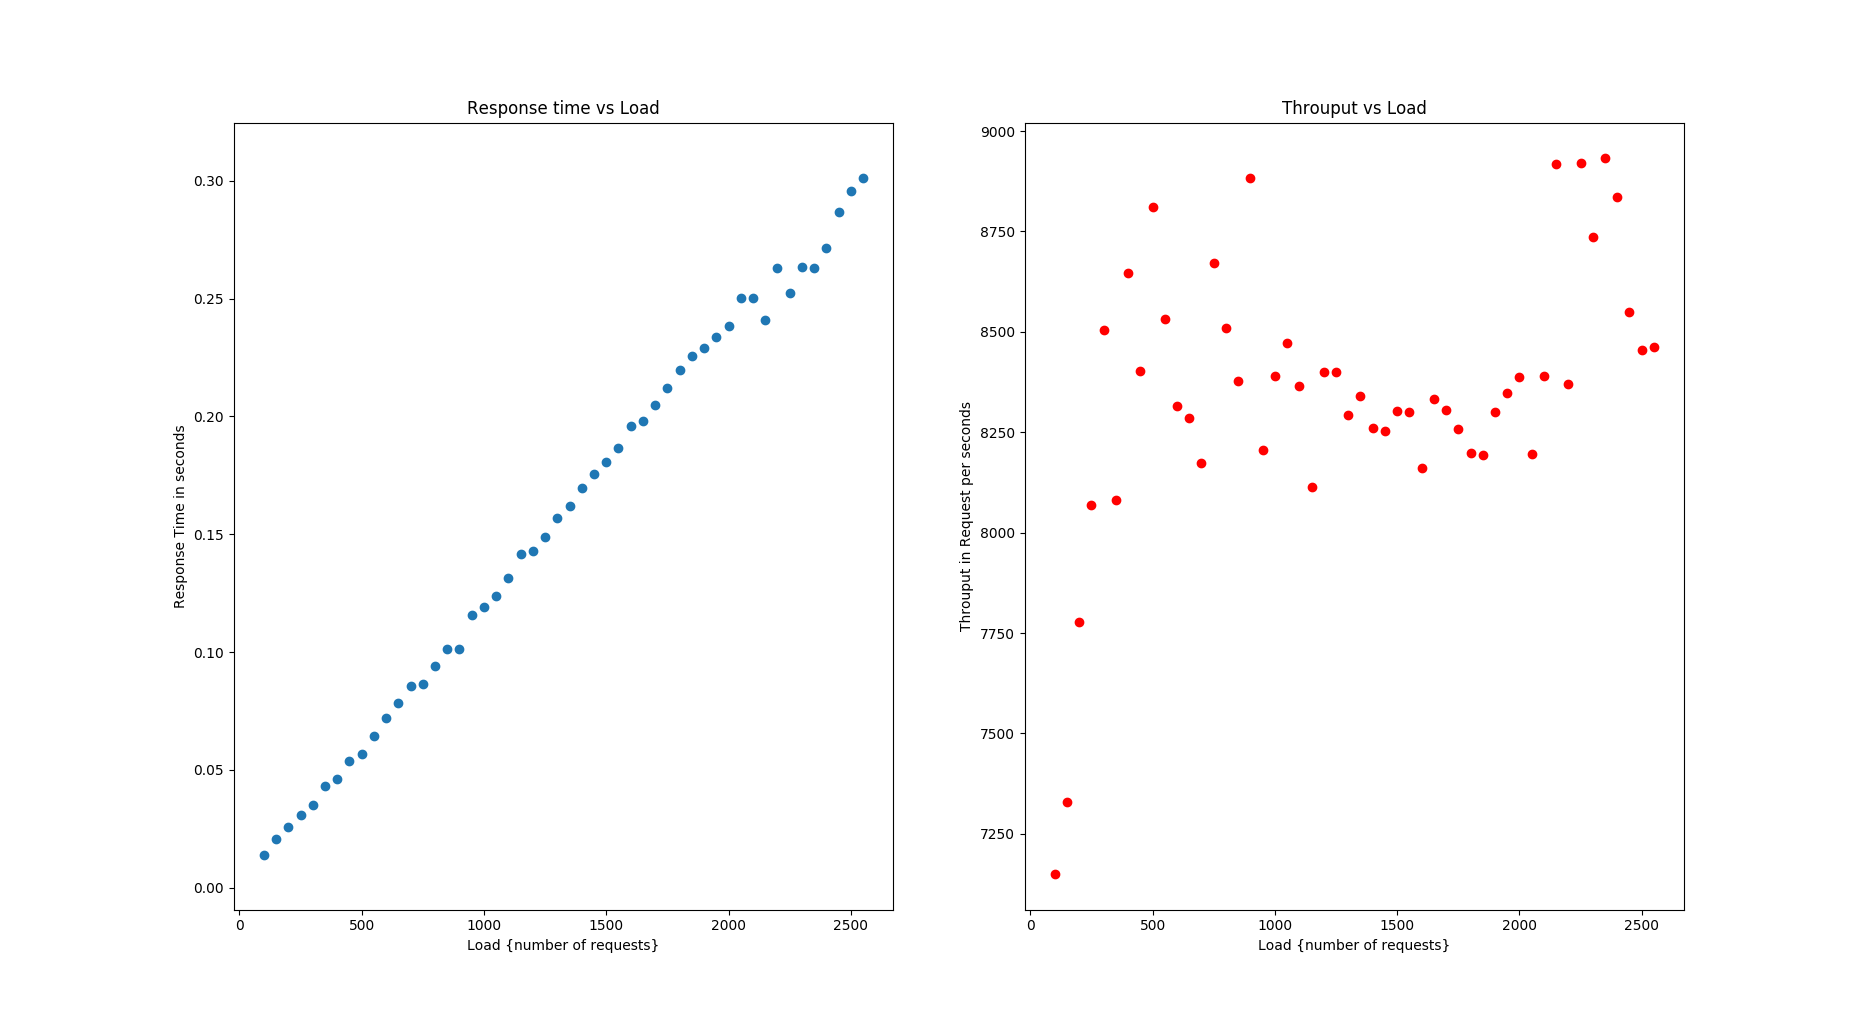 Response time vs Load
Response Time in seconds
0.30
0.25
0.20
0.15
0.10
0.05
0.00
0 500 1000 1500 2000 2500
Load {number of requests}
Throuput vs Load
Throuput in Request per seconds
9000
8750
8500
8250
8000
7750
7500
7250
0 500 1000 1500 2000 2500
Load {number of requests}